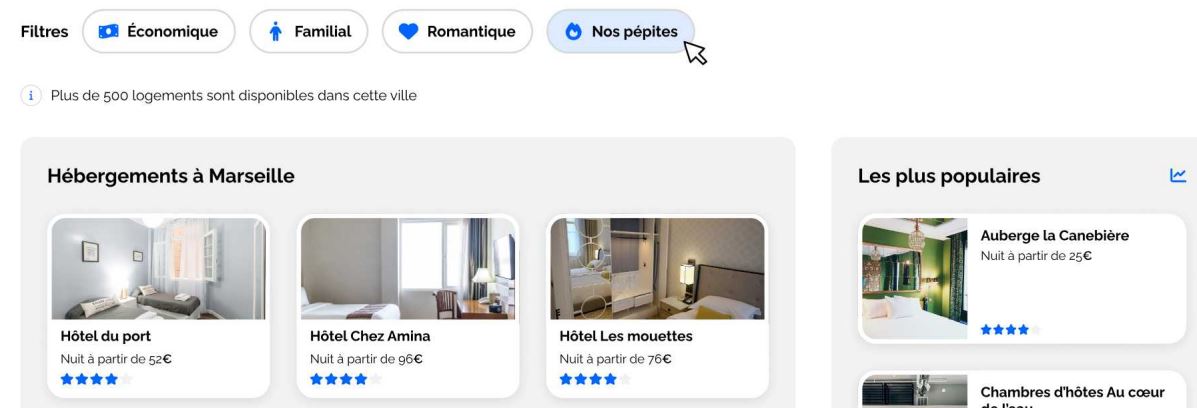 Filtres
Économique
Familial
Romantique
Nos pépites
i Plus de 500 logements sont disponibles dans cette ville
Hébergements à Marseille
Hôtel du port
Nuit à partir de 52€
Hôtel Chez Amina
Nuit à partir de 96€
Hôtel Les mouettes
Nuit à partir de 76€
Les plus populaires
Auberge la Canebière
Nuit à partir de 25€
Chambres d'hôtes Au cœur
de l'eau